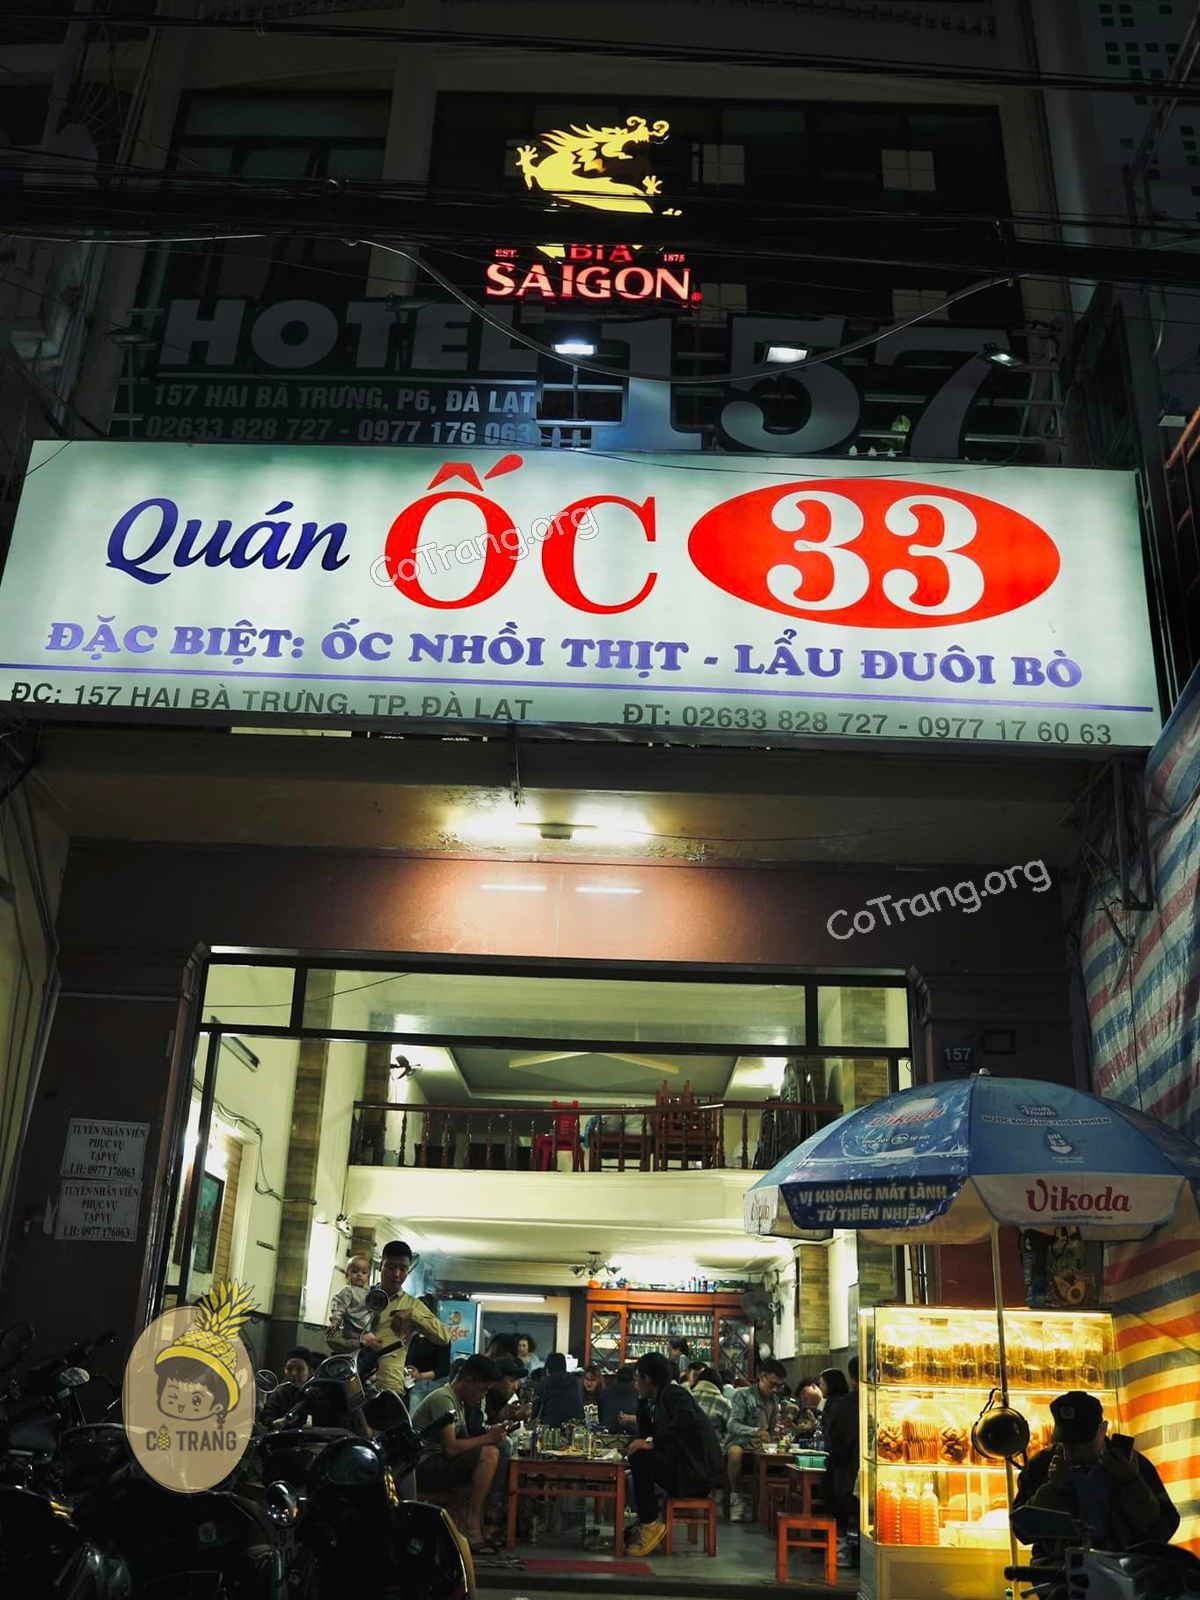 EST. BIA 1875
SAIGON
HOTEL 157
157 HAI BÀ TRƯNG, P6, ĐÀ LẠT
02633 828 727 - 0977 176 063
Quán ỐC 33
CoTrang.org
ĐẶC BIỆT: ỐC NHỒI THỊT - LẨU ĐUÔI BÒ
ĐC: 157 HAI BÀ TRƯNG, TP. ĐÀ LẠT ĐT: 02633 828 727 - 0977 17 60 63
CoTrang.org
157
TUYỂN NHÂN VIÊN
PHỤC VỤ
TẠP VỤ
LH: 0977 176063
TUYỂN NHÂN VIÊN
PHỤC VỤ
TẠP VỤ
LH: 0977 176063
Vikoda
VỊ KHOÁNG MÁT LÀNH
TỪ THIÊN NHIÊN
Vikoda
CÔ TRANG